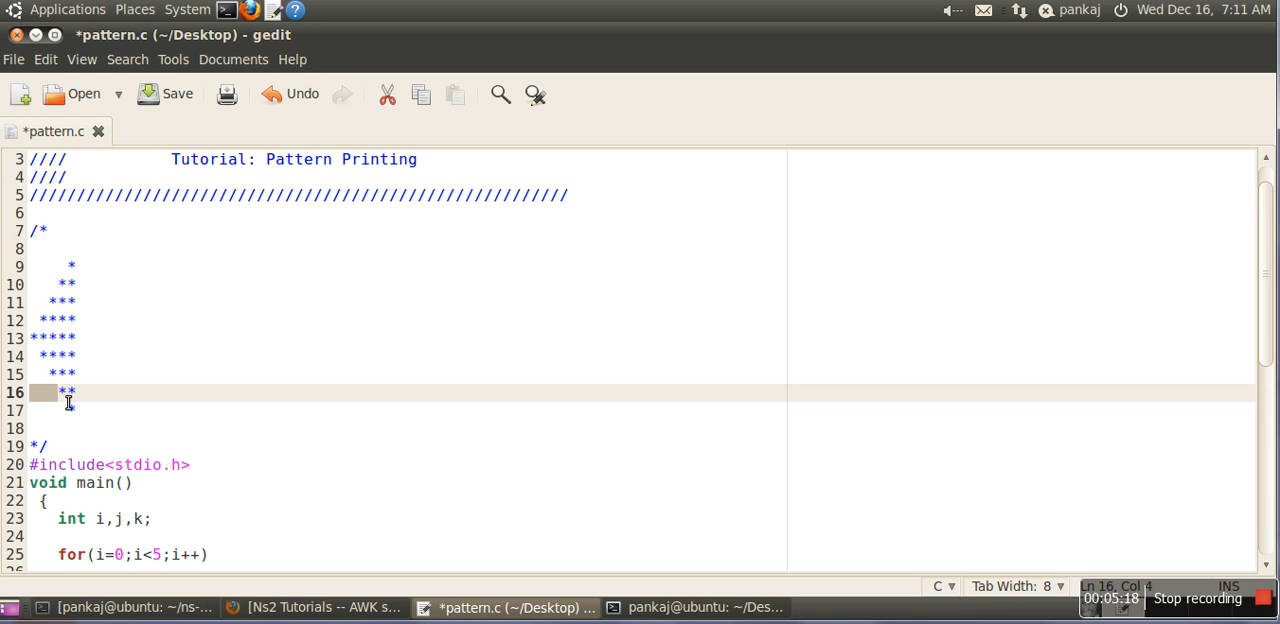 Applications Places System pankaj Wed Dec 16, 7:11 AM
*pattern.c (~/Desktop) - gedit
File Edit View Search Tools Documents Help
Open Save Undo
*pattern.c
3 //// Tutorial: Pattern Printing
4 ////
5 /////////////////////////////////////////////////////////
6
7 /*
8
9 *
10 **
11 ***
12 ****
13 *****
14 ****
15 ***
16 **
17 *
18
19 */
20 #include<stdio.h>
21 void main()
22 {
23 int i,j,k;
24
25 for(i=0;i<5;i++)
C Tab Width: 8 Ln 16, Col 4 INS
[pankaj@ubuntu: ~/ns-... [Ns2 Tutorials -- AWK s... *pattern.c (~/Desktop) ... pankaj@ubuntu: ~/Des... 00:05:18 Stop recording